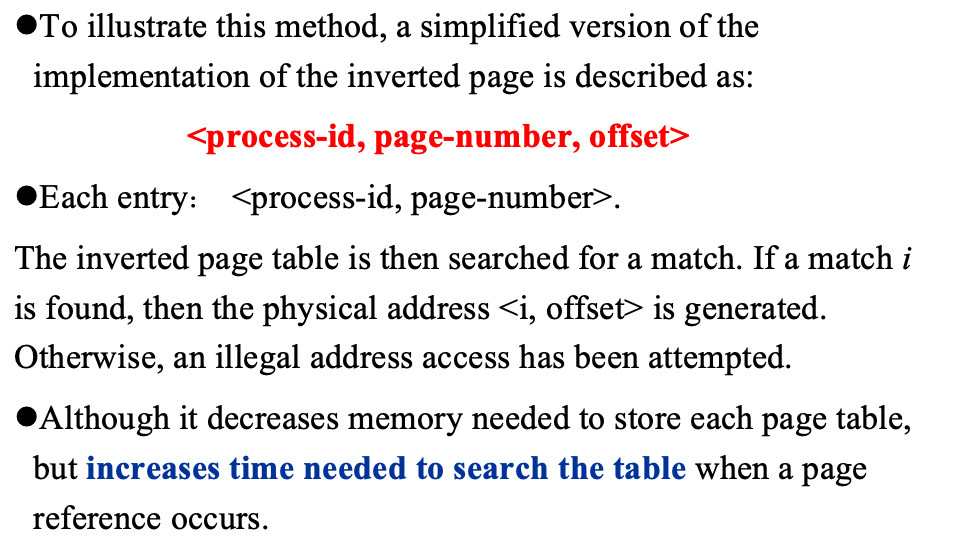 ●To illustrate this method, a simplified version of the
implementation of the inverted page is described as:
<process-id, page-number, offset>
●Each entry： <process-id, page-number>.
The inverted page table is then searched for a match. If a match i
is found, then the physical address <i, offset> is generated.
Otherwise, an illegal address access has been attempted.
●Although it decreases memory needed to store each page table,
but increases time needed to search the table when a page
reference occurs.